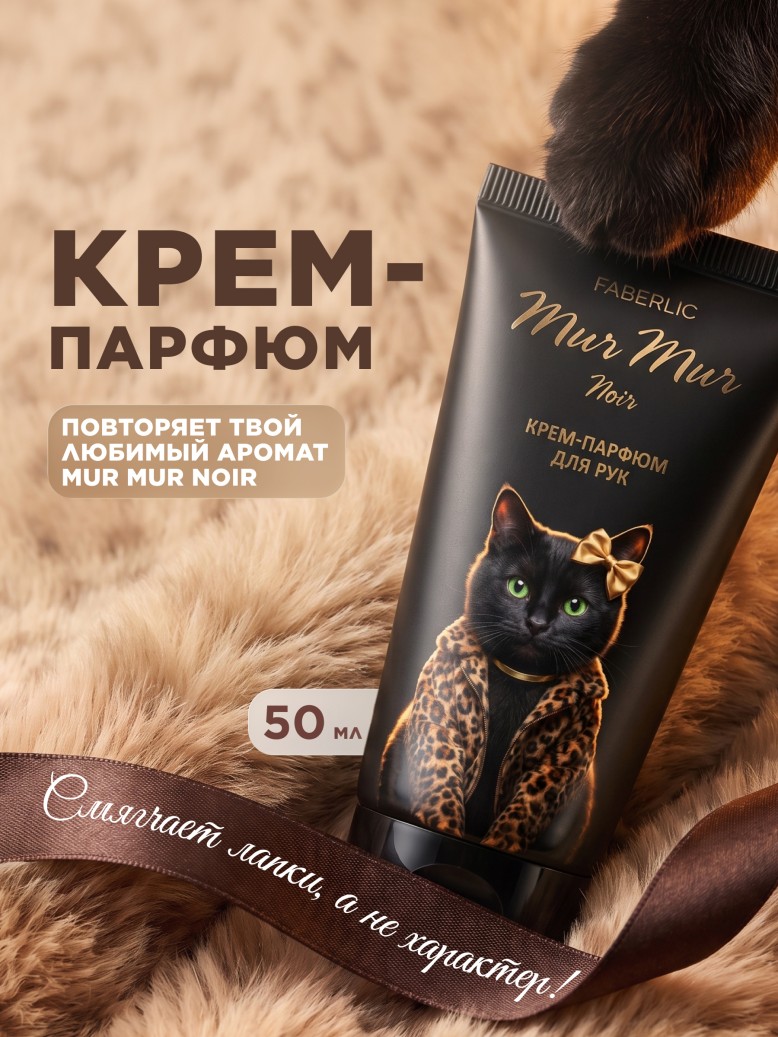 КРЕМ-
ПАРФЮМ
ПОВТОРЯЕТ ТВОЙ
ЛЮБИМЫЙ АРОМАТ
MUR MUR NOIR
FABERLIC
Mur Mur
Noir
КРЕМ-ПАРФЮМ
ДЛЯ РУК
50 мл
Смягчает лапки, а не характер!